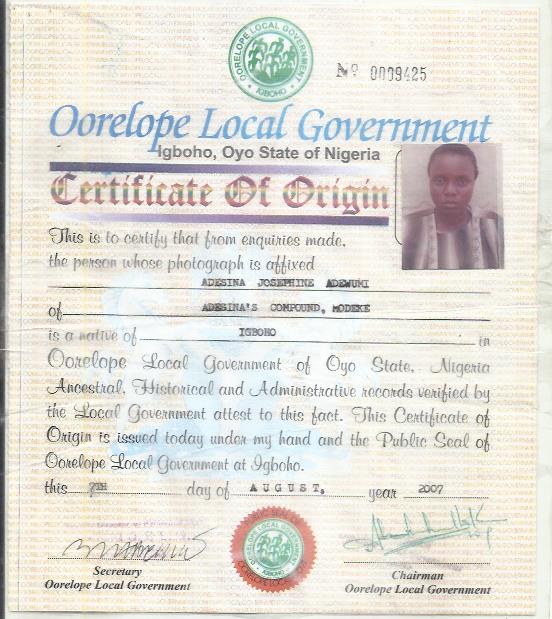 OORELOPE LOCAL GOVERNMENT
IGBOHO
Nº 0009425
Oorelope Local Government
Igboho, Oyo State of Nigeria
Certificate Of Origin
This is to certify that from enquiries made,
the person whose photograph is affixed
ADESINA JOSEPHINE ADEWUMI
of ADESINA'S COMPOUND, MODEKE
is a native of IGBOHO in
Oorelope Local Government of Oyo State, Nigeria
Ancestral, Historical and Administrative records verified by
the Local Government attest to this fact. This Certificate of
Origin is issued today under my hand and the Public Seal of
Oorelope Local Government at Igboho.
this 7TH day of AUGUST, year 2007
Secretary
Oorelope Local Government
Chairman
Oorelope Local Government